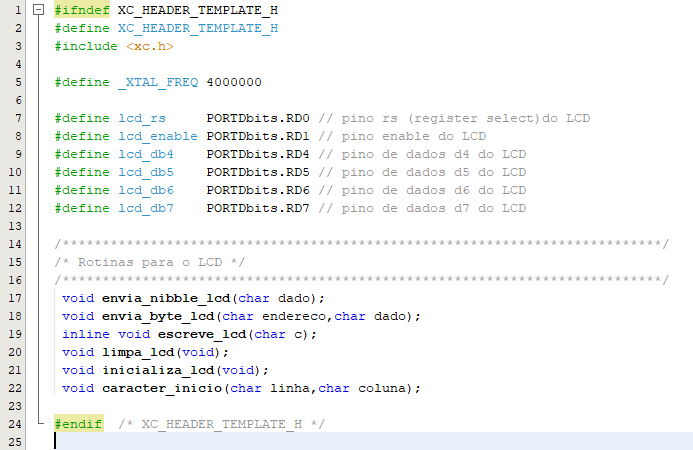 1 #ifndef XC_HEADER_TEMPLATE_H
2 #define XC_HEADER_TEMPLATE_H
3 #include <xc.h>
4
5 #define _XTAL_FREQ 4000000
6
7 #define lcd_rs     PORTDbits.RD0 // pino rs (register select)do LCD
8 #define lcd_enable PORTDbits.RD1 // pino enable do LCD
9 #define lcd_db4    PORTDbits.RD4 // pino de dados d4 do LCD
10 #define lcd_db5    PORTDbits.RD5 // pino de dados d5 do LCD
11 #define lcd_db6    PORTDbits.RD6 // pino de dados d6 do LCD
12 #define lcd_db7    PORTDbits.RD7 // pino de dados d7 do LCD
13
14 /***************************************************************************/
15 /* Rotinas para o LCD */
16 /***************************************************************************/
17  void envia_nibble_lcd(char dado);
18  void envia_byte_lcd(char endereco,char dado);
19  inline void escreve_lcd(char c);
20  void limpa_lcd(void);
21  void inicializa_lcd(void);
22  void caracter_inicio(char linha,char coluna);
23
24 #endif  /* XC_HEADER_TEMPLATE_H */
25